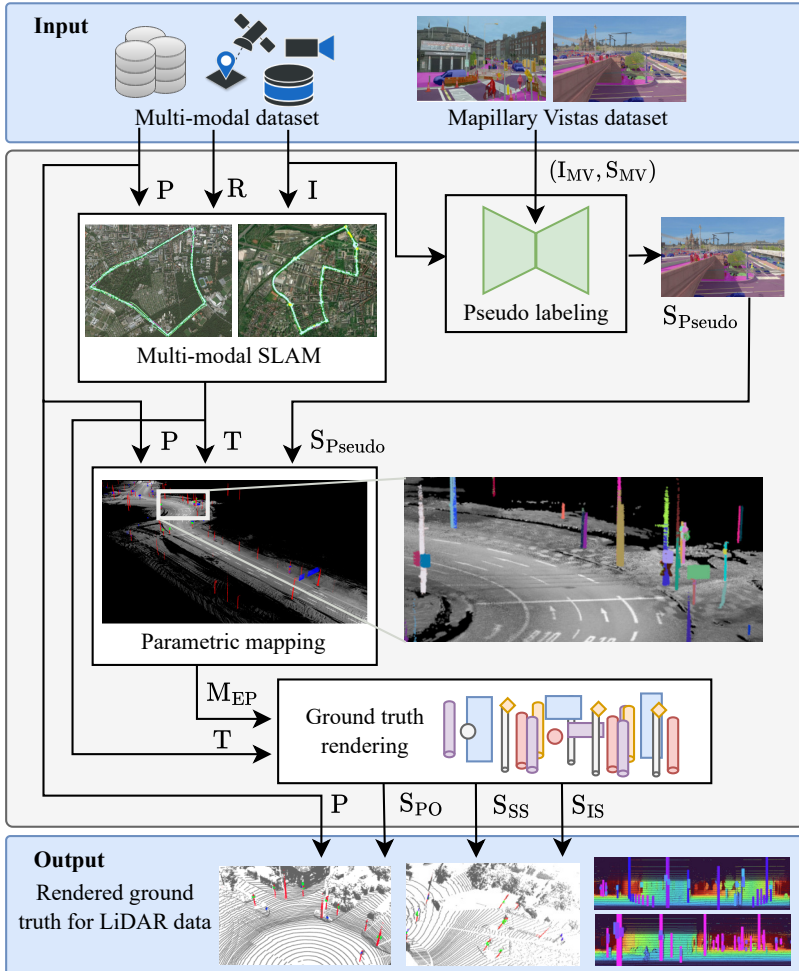 Input
Multi-modal dataset
Mapillary Vistas dataset
P
R
I
(I_MV, S_MV)
Pseudo labeling
S_Pseudo
Multi-modal SLAM
P
T
S_Pseudo
Parametric mapping
M_EP
T
Ground truth
rendering
P
S_PO
S_SS
S_IS
Output
Rendered ground
truth for LiDAR data